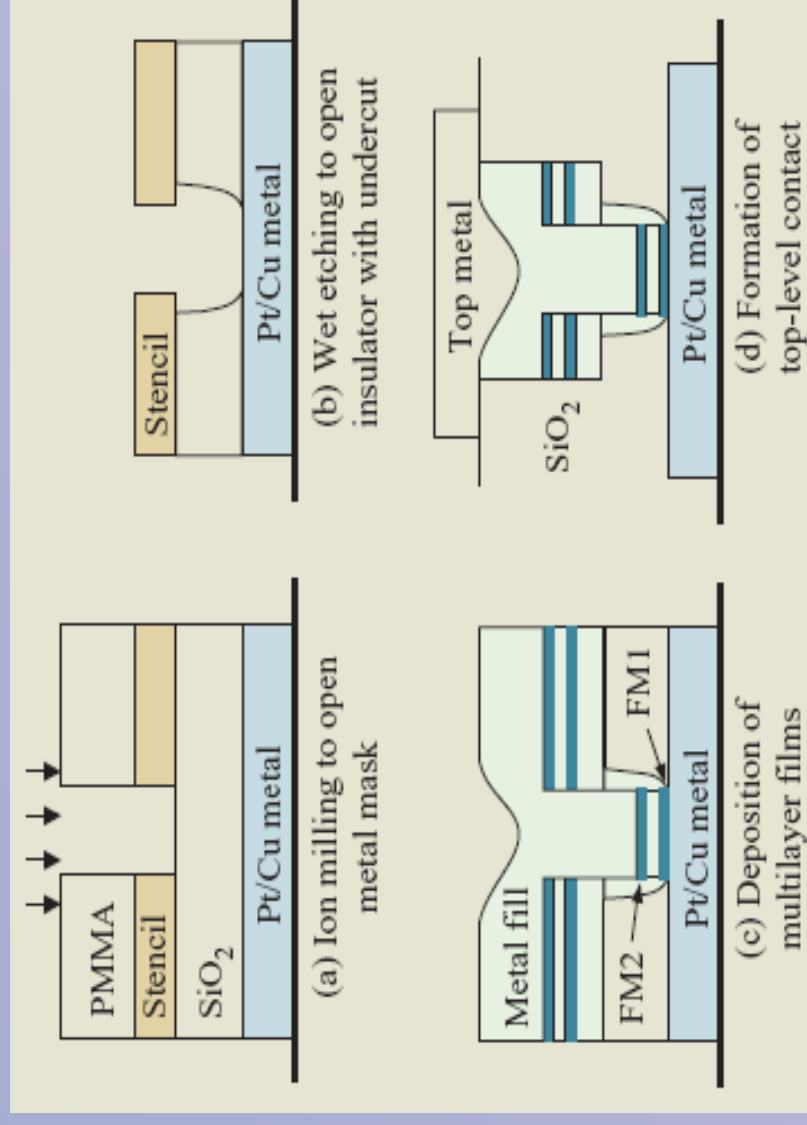 PMMA
Stencil
SiO₂
Pt/Cu metal
(a) Ion milling to open
metal mask
Stencil
Pt/Cu metal
(b) Wet etching to open
insulator with undercut
Metal fill
FM2
FM1
Pt/Cu metal
(c) Deposition of
multilayer films
Top metal
SiO₂
Pt/Cu metal
(d) Formation of
top-level contact